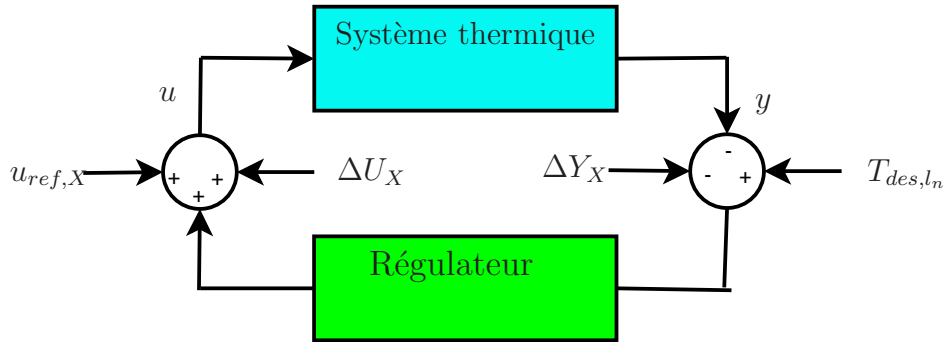 Système thermique
u
y
-
u_{ref,X}
+
+
+
ΔU_X
ΔY_X
-
+
T_{des,l_n}
Régulateur